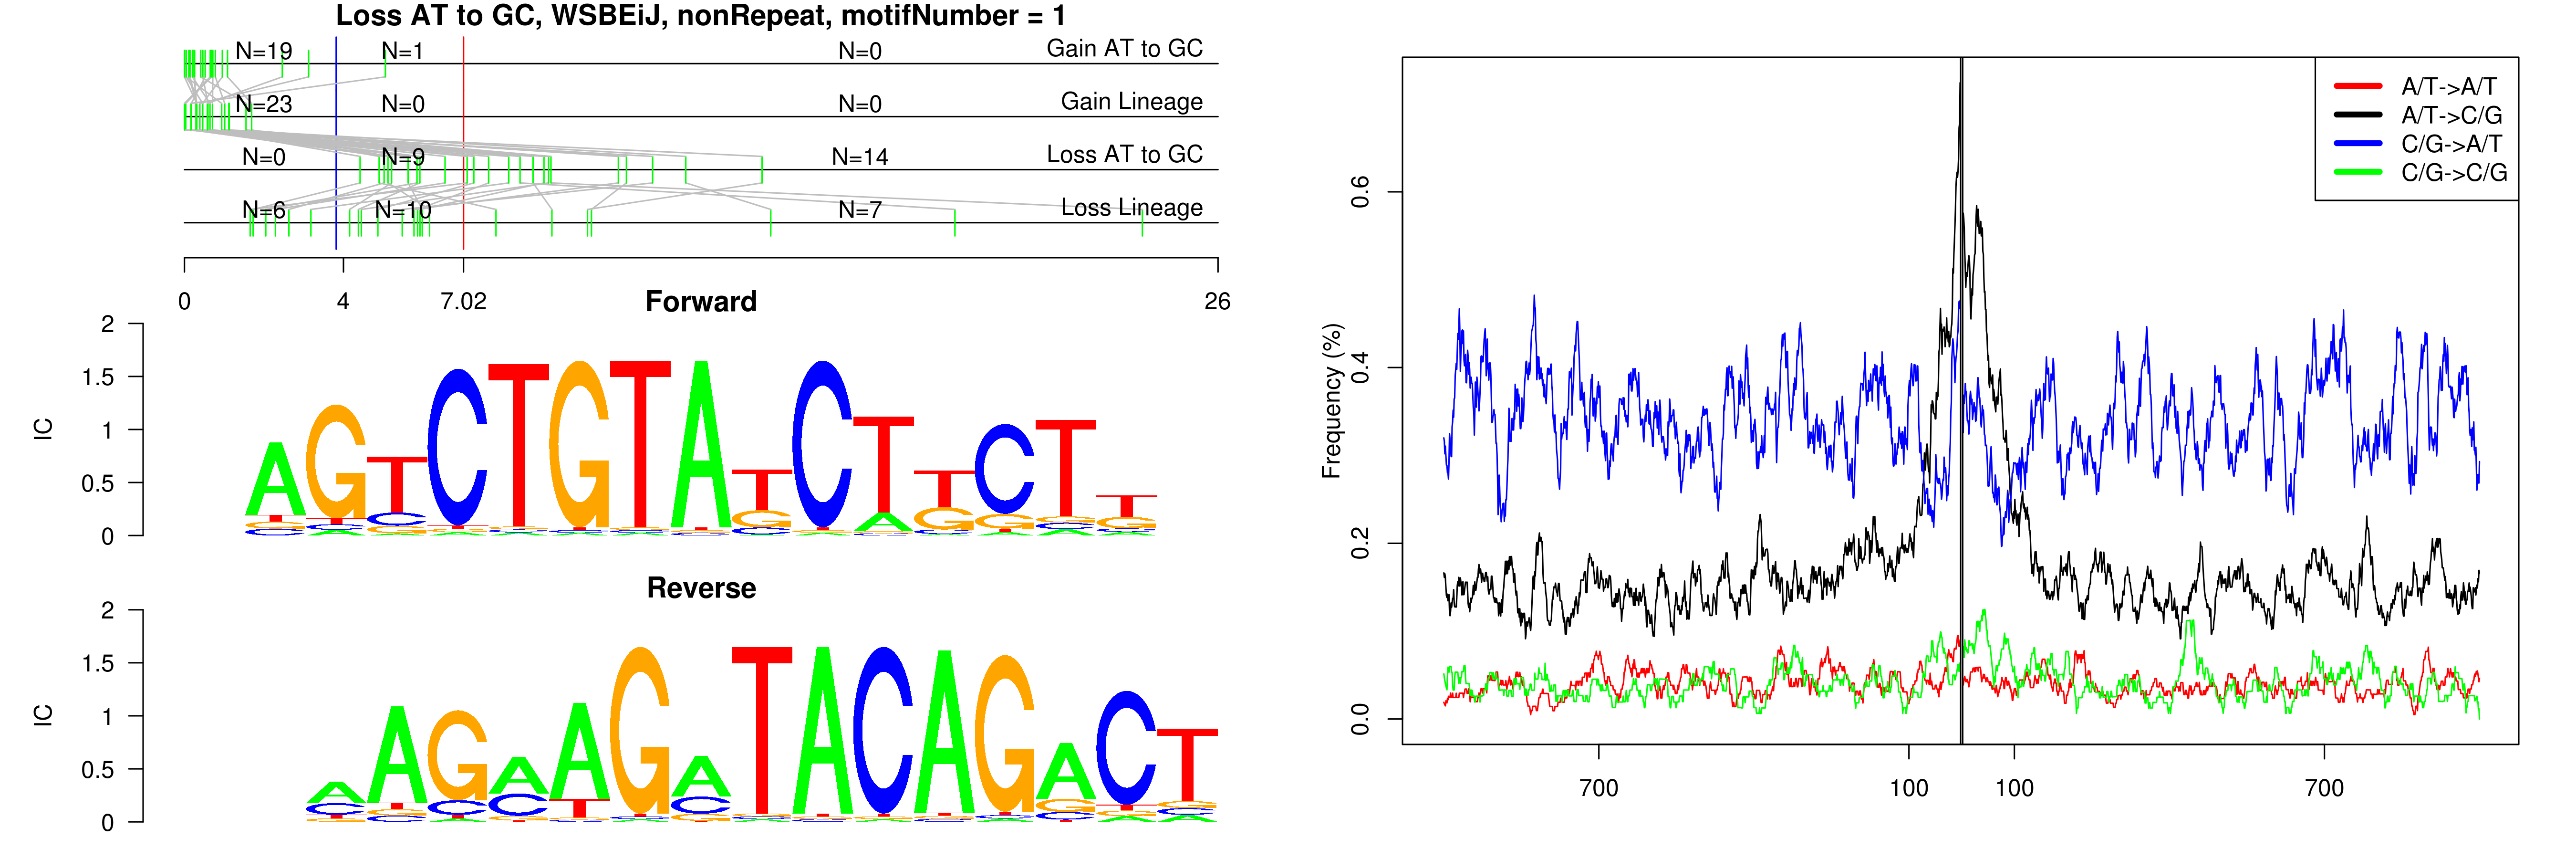 Loss AT to GC, WSBEiJ, nonRepeat, motifNumber = 1
N=19 N=1 N=0 Gain AT to GC
N=23 N=0 N=0 Gain Lineage
N=0 N=9 N=14 Loss AT to GC
N=6 N=10 N=7 Loss Lineage
0 4 7.02 26
Forward
IC
2
1.5
1
0.5
0
AGTCTGTATCTTCTT
Reverse
IC
2
1.5
1
0.5
0
AAGAAGATACAGACT
Frequency (%)
0.6
0.4
0.2
0.0
700 100 100 700
A/T->A/T
A/T->C/G
C/G->A/T
C/G->C/G